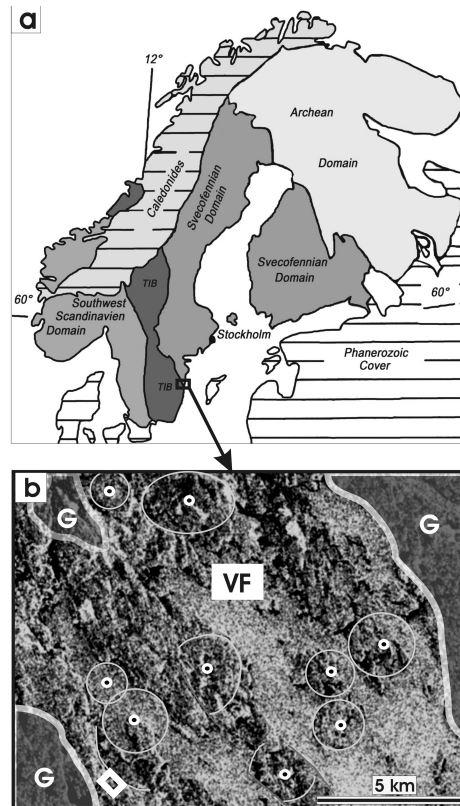 a
12°
Archean
Domain
Caledonides
Svecofennian
Domain
TIB
Svecofennian
Domain
60°
60°
Southwest
Scandinavien
Domain
Stockholm
Phanerozoic
Cover
TIB
b
G
G
VF
G
5 km